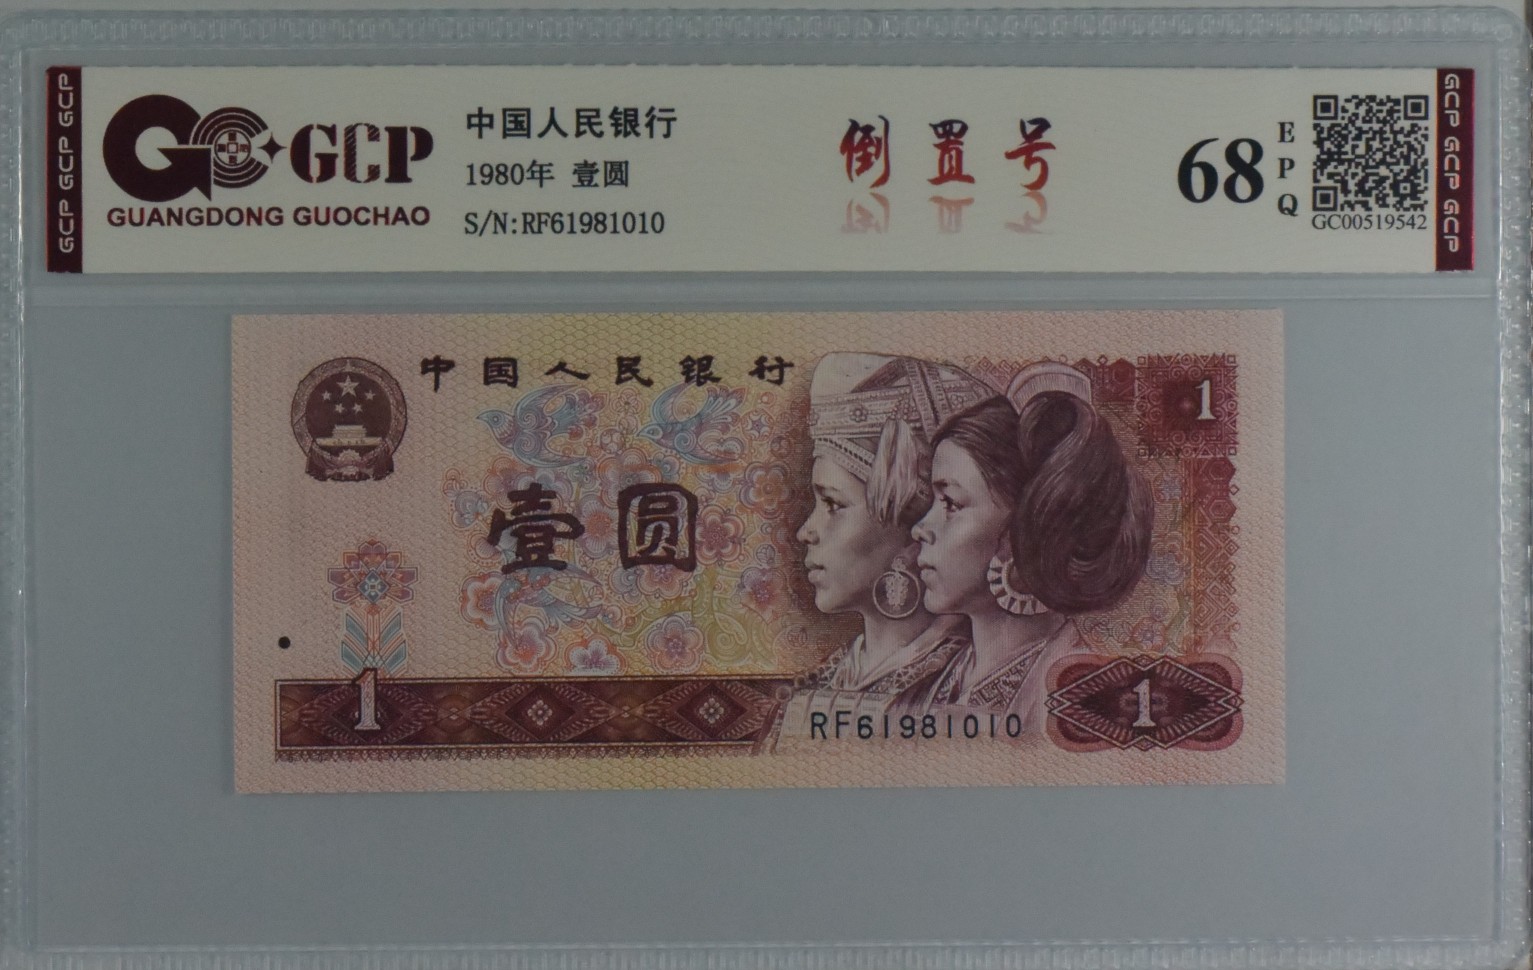 GCP GCP GCP
GCP
GUANGDONG GUOCHAO
中国人民银行
1980年 壹圆
S/N:RF61981010
倒置号
68
EPQ
GC00519542
GCP GCP GCP
中国人民银行
1
壹圆
1
RF61981010
1